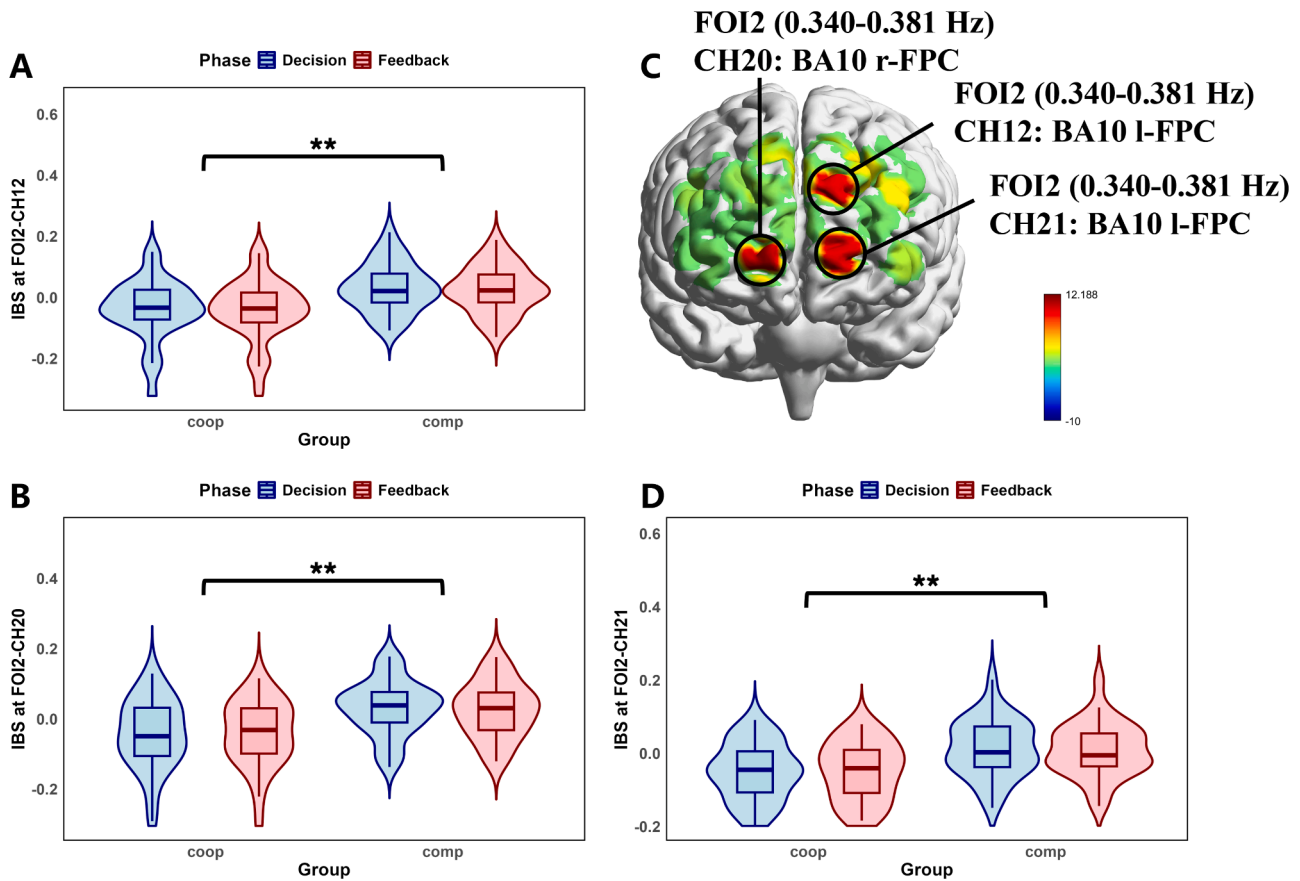 A
Phase Decision Feedback
IBS at FOI2-CH12
0.6
0.4
0.2
0.0
-0.2
**
coop
comp
Group
C
FOI2 (0.340-0.381 Hz)
CH20: BA10 r-FPC
FOI2 (0.340-0.381 Hz)
CH12: BA10 l-FPC
FOI2 (0.340-0.381 Hz)
CH21: BA10 l-FPC
12.188
-10
B
Phase Decision Feedback
IBS at FOI2-CH20
0.4
0.2
0.0
-0.2
**
coop
comp
Group
D
Phase Decision Feedback
IBS at FOI2-CH21
0.6
0.4
0.2
0.0
-0.2
**
coop
comp
Group